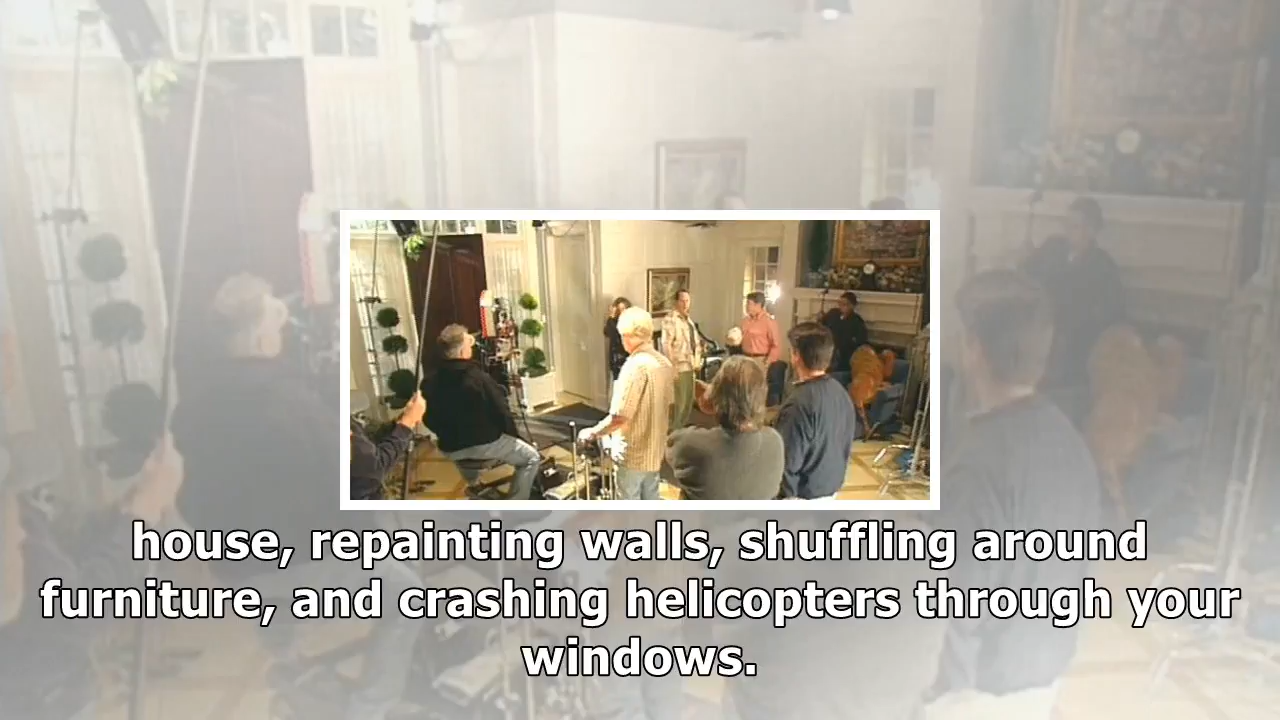 house, repainting walls, shuffling around
furniture, and crashing helicopters through your
windows.